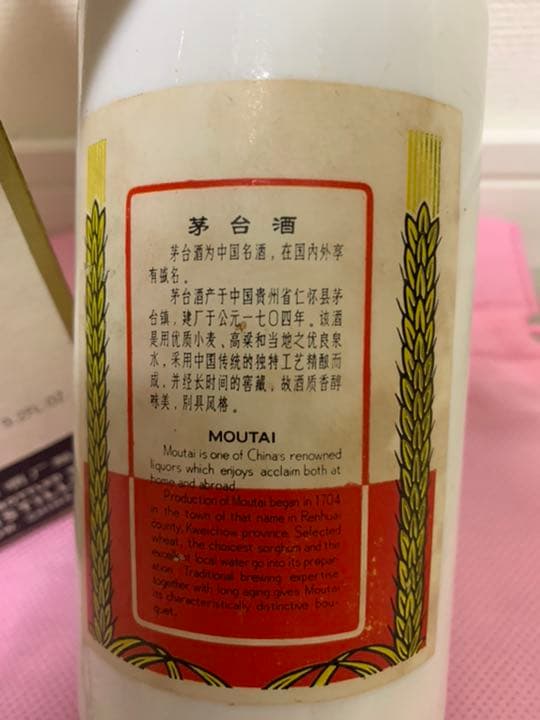 茅台酒
茅台酒为中国名酒，在国内外享
有盛名。
茅台酒产于中国贵州省仁怀县茅
台镇，建厂于公元一七〇四年。该酒
是用优质小麦、高粱和当地之优良泉
水，采用中国传统的独特工艺精酿而
成，并经长时间的窖藏，故酒质香醇
味美，别具风格。
MOUTAI
Moutai is one of China's renowned
liquors which enjoys acclaim both at
home and abroad.
Production of Moutai began in 1704
in the town of that name in Renhuai
county, Kweichow province. Selected
wheat, the choicest sorghum and the
excellent local water go into its prepar-
ation. Traditional brewing expertise
together with long aging gives Moutai
its characteristically distinctive bou-
quet.
FL OZ